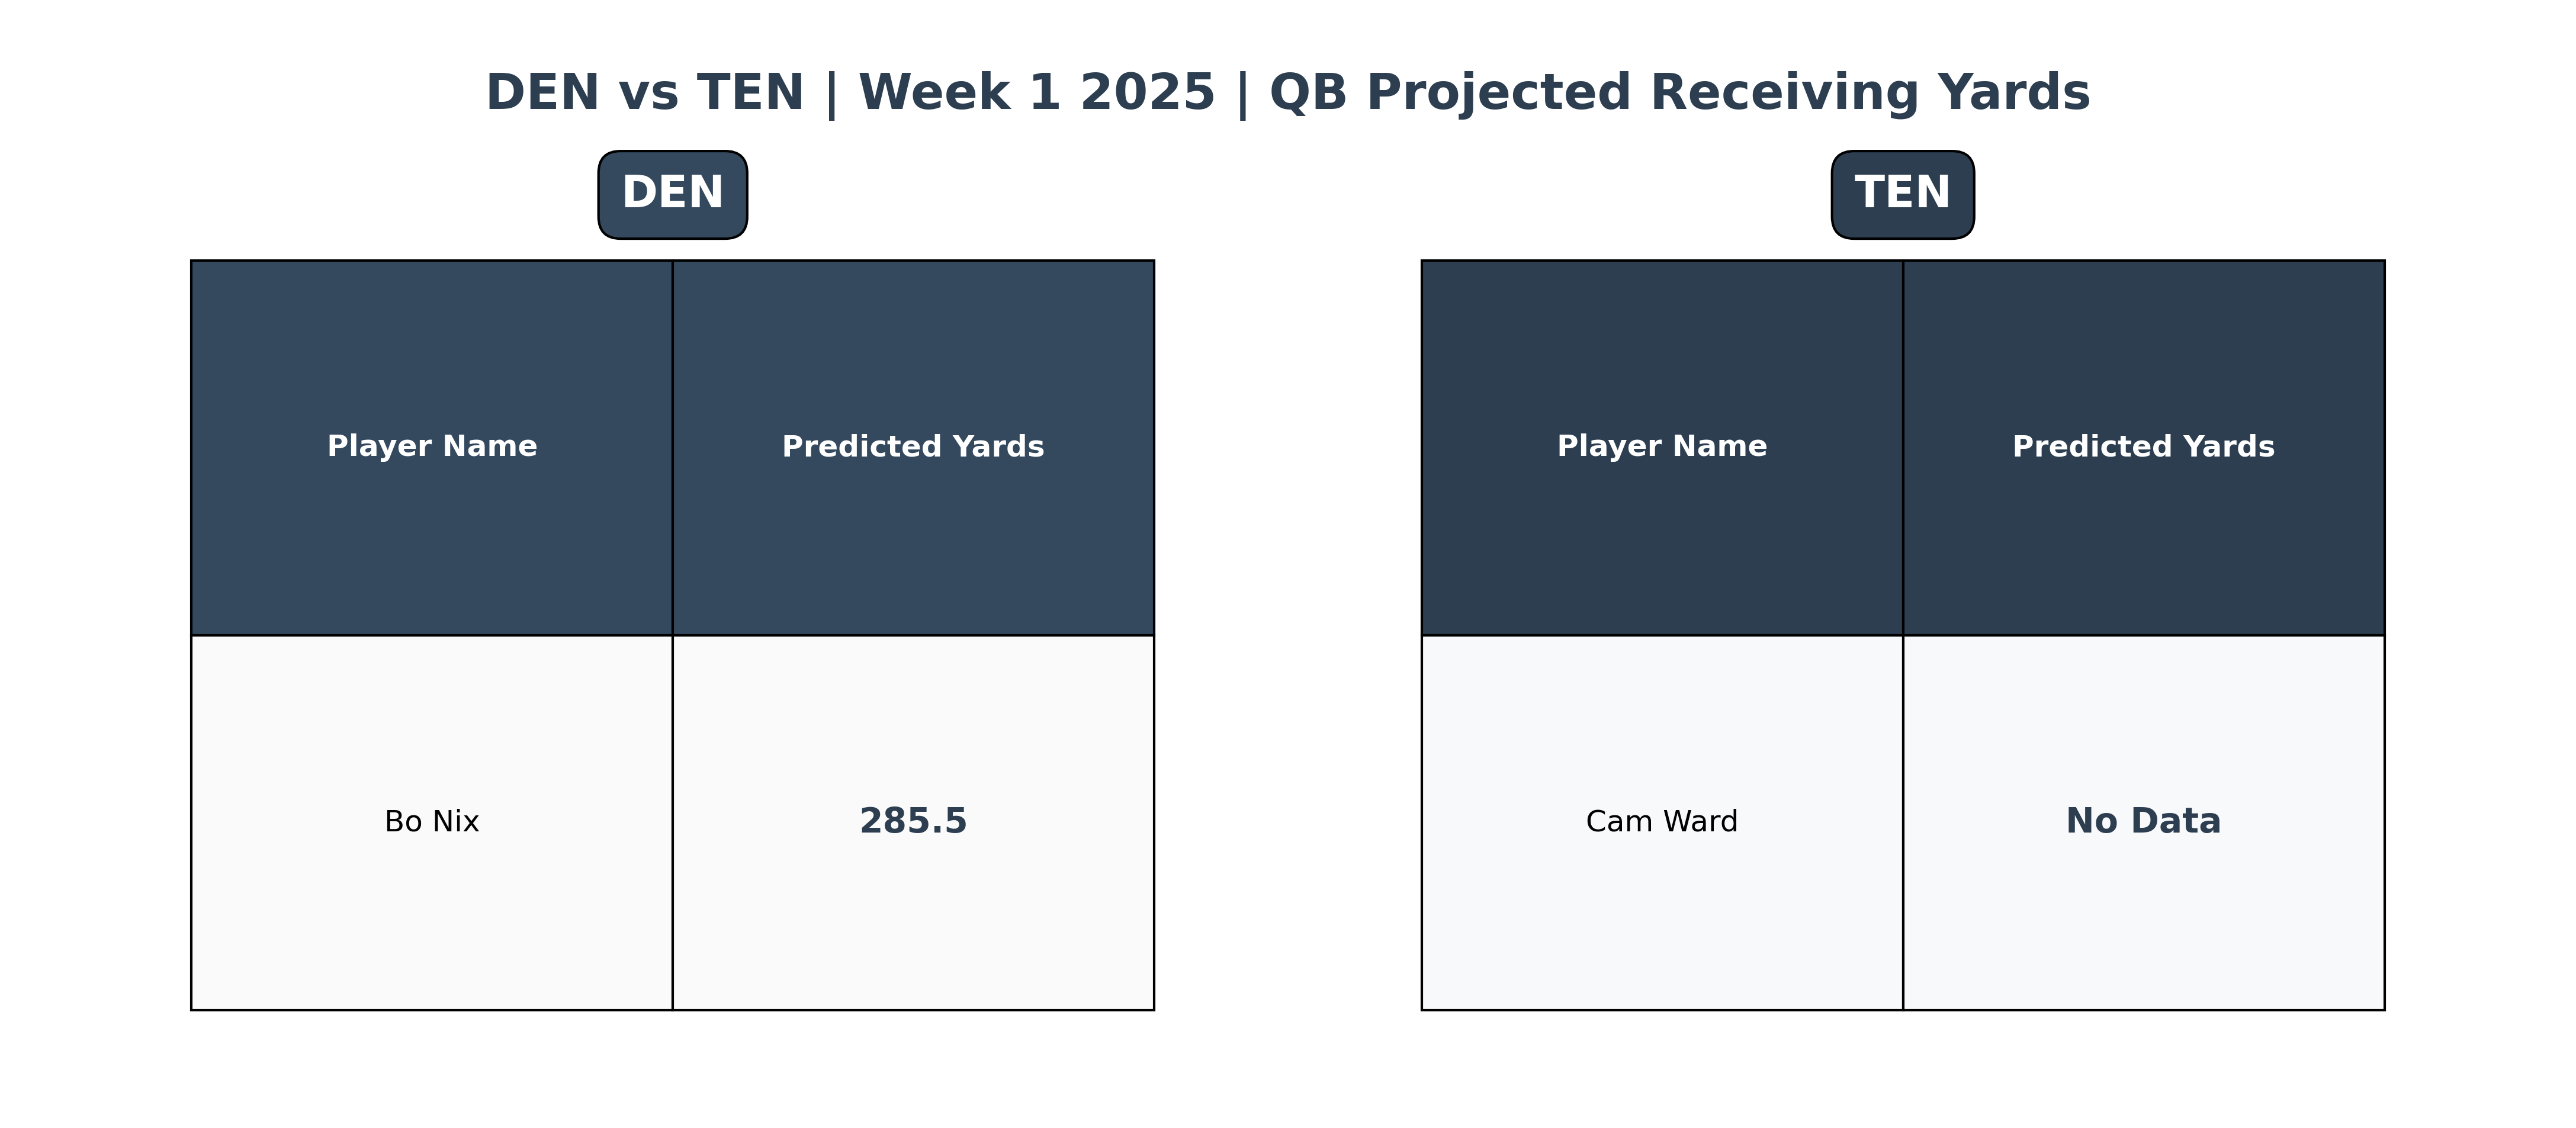 DEN vs TEN | Week 1 2025 | QB Projected Receiving Yards
DEN
Player Name Predicted Yards
Bo Nix 285.5
TEN
Player Name Predicted Yards
Cam Ward No Data